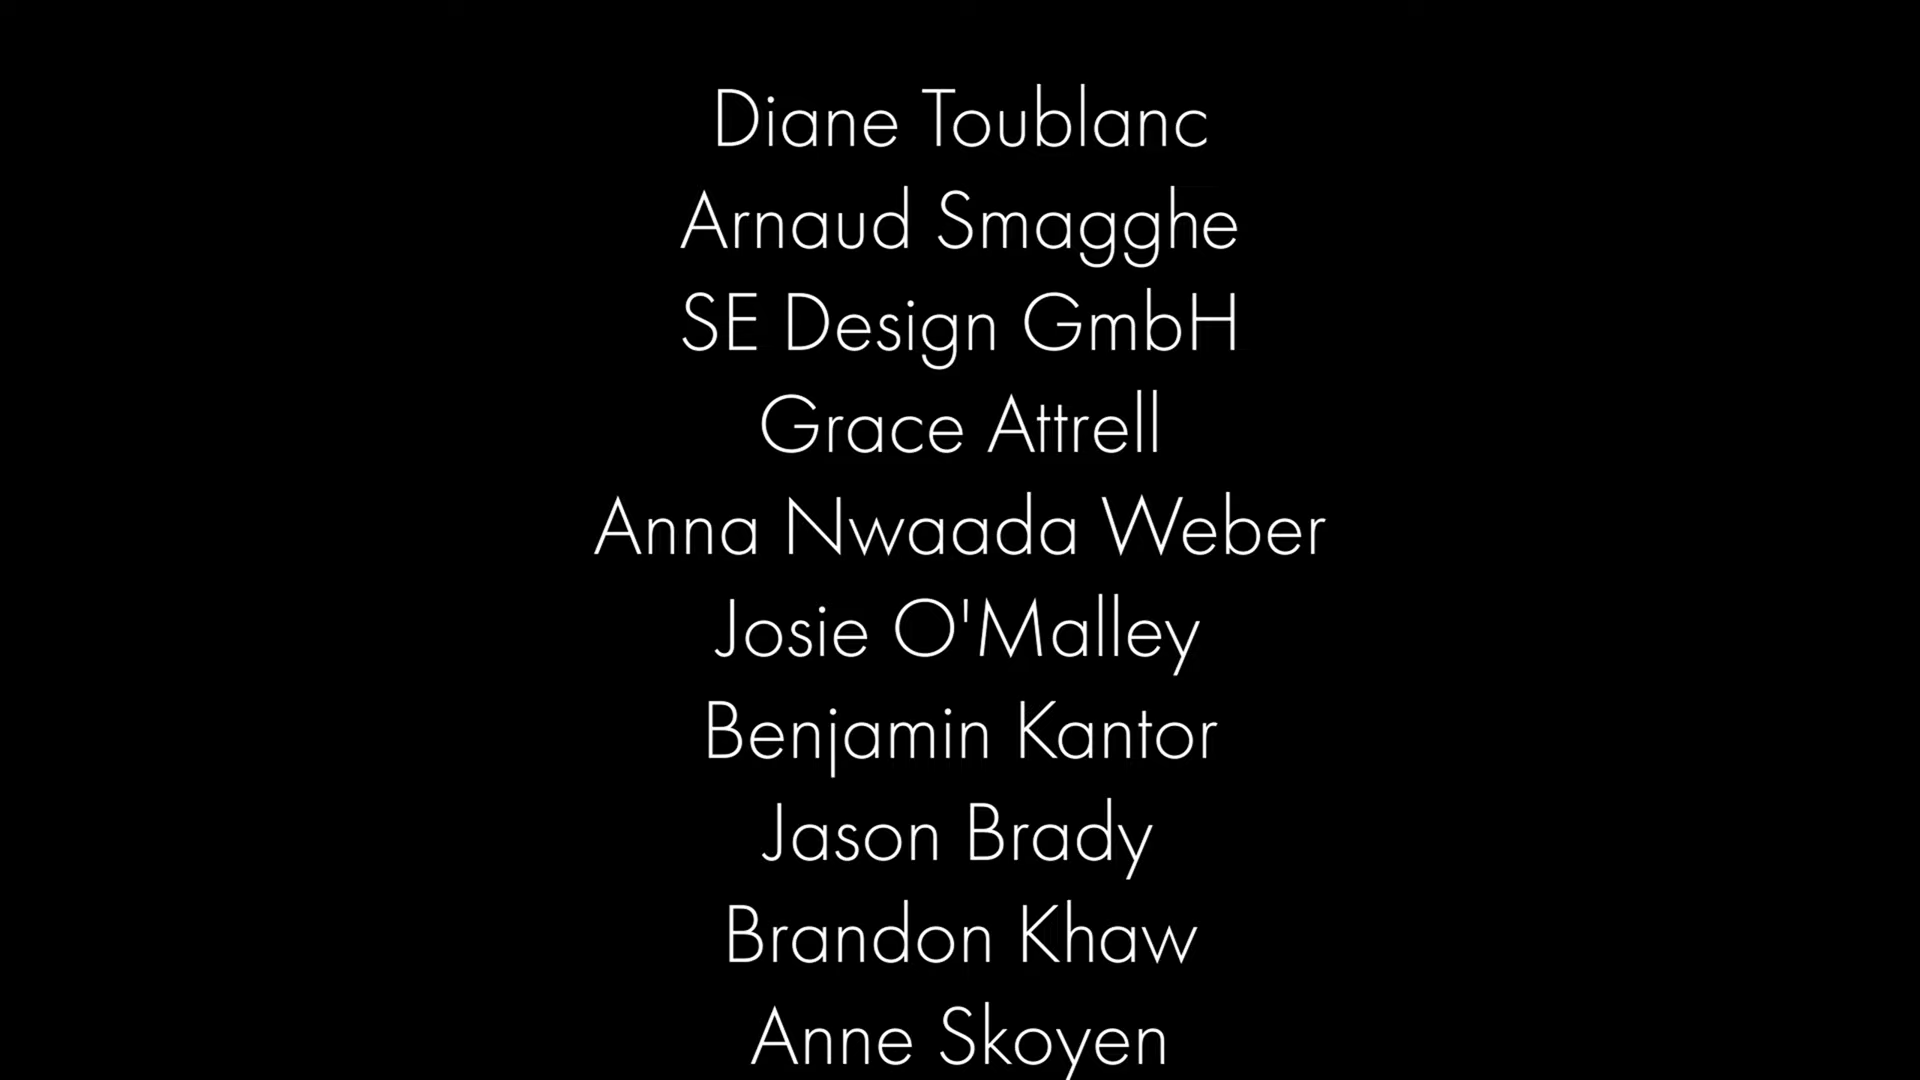 Diane Toublanc
Arnaud Smagghe
SE Design GmbH
Grace Attrell
Anna Nwaada Weber
Josie O'Malley
Benjamin Kantor
Jason Brady
Brandon Khaw
Anne Skoyen